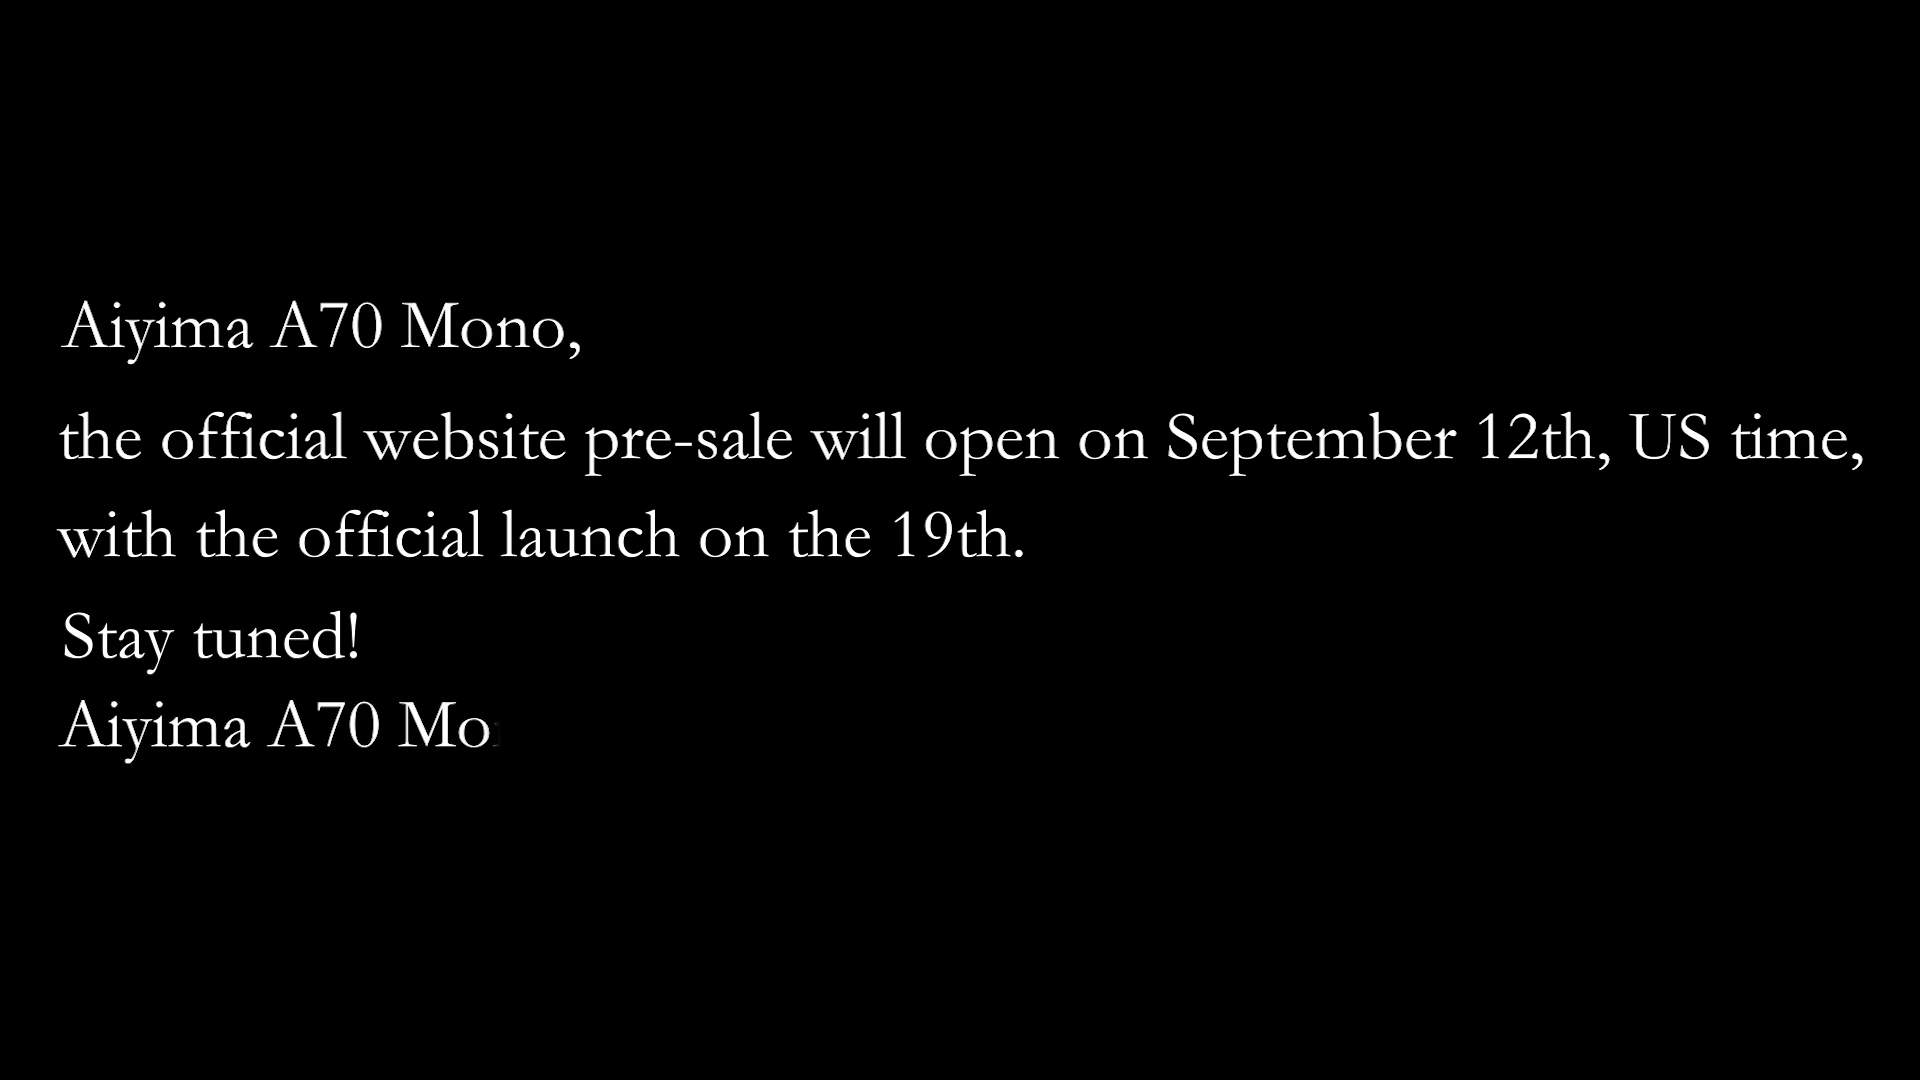 Aiyima A70 Mono,
the official website pre-sale will open on September 12th, US time,
with the official launch on the 19th.
Stay tuned!
Aiyima A70